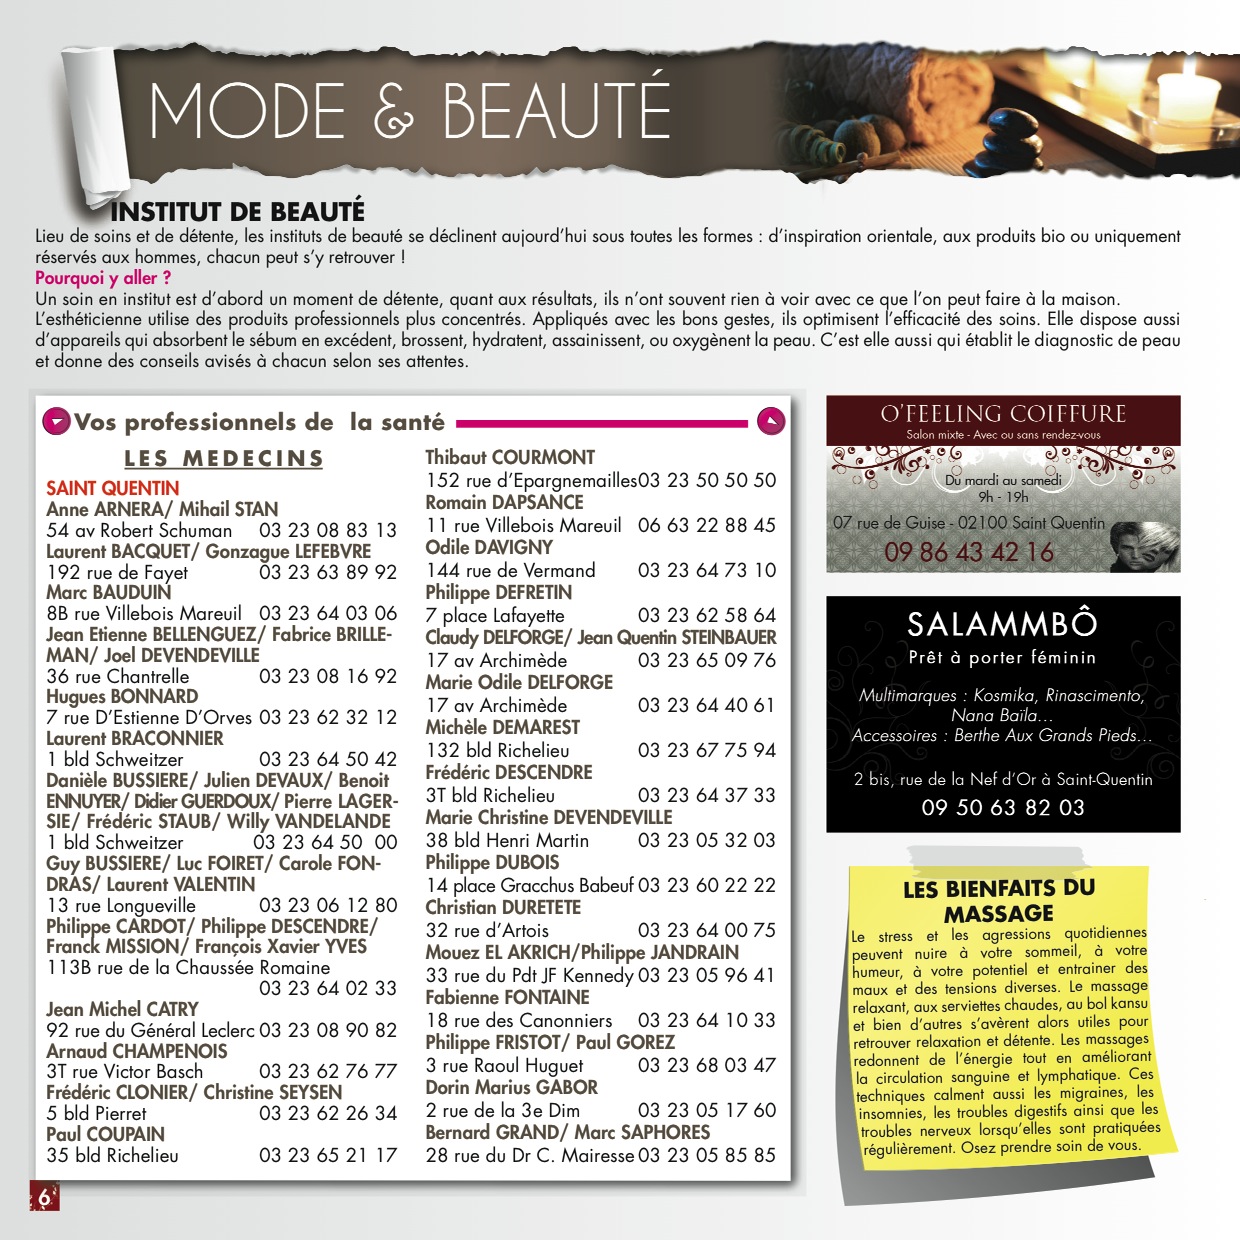 MODE & BEAUTÉ
INSTITUT DE BEAUTÉ
Lieu de soins et de détente, les instituts de beauté se déclinent aujourd’hui sous toutes les formes : d’inspiration orientale, aux produits bio ou uniquement
réservés aux hommes, chacun peut s’y retrouver !
Pourquoi y aller ?
Un soin en institut est d’abord un moment de détente, quant aux résultats, ils n’ont souvent rien à voir avec ce que l’on peut faire à la maison.
L’esthéticienne utilise des produits professionnels plus concentrés. Appliqués avec les bons gestes, ils optimisent l’efficacité des soins. Elle dispose aussi
d’appareils qui absorbent le sébum en excédent, brossent, hydratent, assainissent, ou oxygènent la peau. C’est elle aussi qui établit le diagnostic de peau
et donne des conseils avisés à chacun selon ses attentes.
Vos professionnels de la santé
LES MEDECINS
SAINT QUENTIN
Anne ARNERA/ Mihail STAN
54 av Robert Schuman 03 23 08 83 13
Laurent BACQUET/ Gonzague LEFEBVRE
192 rue de Fayet 03 23 63 89 92
Marc BAUDUIN
8B rue Villebois Mareuil 03 23 64 03 06
Jean Etienne BELLENGUEZ/ Fabrice BRILLE-
MAN/ Joel DEVENDEVILLE
36 rue Chantrelle 03 23 08 16 92
Hugues BONNARD
7 rue D’Estienne D’Orves 03 23 62 32 12
Laurent BRACONNIER
1 bld Schweitzer 03 23 64 50 42
Danièle BUSSIERE/ Julien DEVAUX/ Benoit
ENNUYER/ Didier GUERDOUX/ Pierre LAGER-
SIE/ Frédéric STAUB/ Willy VANDELANDE
1 bld Schweitzer 03 23 64 50 00
Guy BUSSIERE/ Luc FOIRET/ Carole FON-
DRAS/ Laurent VALENTIN
13 rue Longueville 03 23 06 12 80
Philippe CARDOT/ Philippe DESCENDRE/
Franck MISSION/ François Xavier YVES
113B rue de la Chaussée Romaine
03 23 64 02 33
Jean Michel CATRY
92 rue du Général Leclerc 03 23 08 90 82
Arnaud CHAMPENOIS
3T rue Victor Basch 03 23 62 76 77
Frédéric CLONIER/ Christine SEYSEN
5 bld Pierret 03 23 62 26 34
Paul COUPAIN
35 bld Richelieu 03 23 65 21 17
Thibaut COURMONT
152 rue d’Epargnemailles03 23 50 50 50
Romain DAPSANCE
11 rue Villebois Mareuil 06 63 22 88 45
Odile DAVIGNY
144 rue de Vermand 03 23 64 73 10
Philippe DEFRETIN
7 place Lafayette 03 23 62 58 64
Claudy DELFORGE/ Jean Quentin STEINBAUER
17 av Archimède 03 23 65 09 76
Marie Odile DELFORGE
17 av Archimède 03 23 64 40 61
Michèle DEMAREST
132 bld Richelieu 03 23 67 75 94
Frédéric DESCENDRE
3T bld Richelieu 03 23 64 37 33
Marie Christine DEVENDEVILLE
38 bld Henri Martin 03 23 05 32 03
Philippe DUBOIS
14 place Gracchus Babeuf 03 23 60 22 22
Christian DURETETE
32 rue d’Artois 03 23 64 00 75
Mouez EL AKRICH/Philippe JANDRAIN
33 rue du Pdt JF Kennedy 03 23 05 96 41
Fabienne FONTAINE
18 rue des Canonniers 03 23 64 10 33
Philippe FRISTOT/ Paul GOREZ
3 rue Raoul Huguet 03 23 68 03 47
Dorin Marius GABOR
2 rue de la 3e Dim 03 23 05 17 60
Bernard GRAND/ Marc SAPHORES
28 rue du Dr C. Mairesse 03 23 05 85 85
O’FEELING COIFFURE
Salon mixte - Avec ou sans rendez-vous
Du mardi au samedi
9h - 19h
07 rue de Guise - 02100 Saint Quentin
09 86 43 42 16
SALAMMBÔ
Prêt à porter féminin
Multimarques : Kosmika, Rinascimento,
Nana Baïla...
Accessoires : Berthe Aux Grands Pieds...
2 bis, rue de la Nef d’Or à Saint-Quentin
09 50 63 82 03
LES BIENFAITS DU
MASSAGE
Le stress et les agressions quotidiennes
peuvent nuire à votre sommeil, à votre
humeur, à votre potentiel et entrainer des
maux et des tensions diverses. Le massage
relaxant, aux serviettes chaudes, au bol kansu
et bien d’autres s’avèrent alors utiles pour
retrouver relaxation et détente. Les massages
redonnent de l’énergie tout en améliorant
la circulation sanguine et lymphatique. Ces
techniques calment aussi les migraines, les
insomnies, les troubles digestifs ainsi que les
troubles nerveux lorsqu’elles sont pratiquées
régulièrement. Osez prendre soin de vous.
6